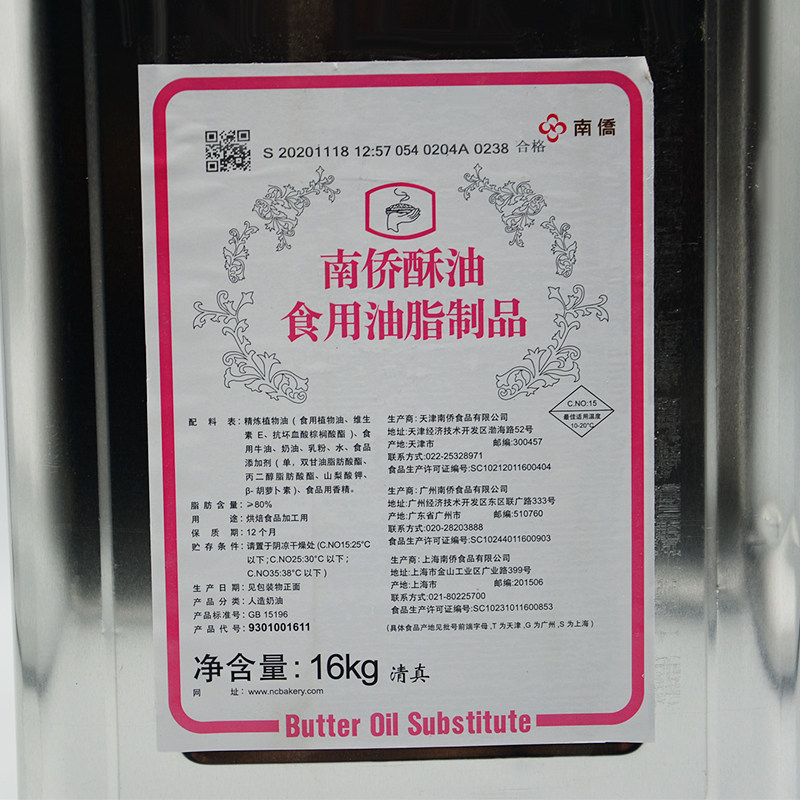 南僑
S 20201118 12:57 054 0204A 0238 合格
南侨酥油
食用油脂制品
C.NO:15
最佳适用温度
10-20°C
配 料 表：精炼植物油（食用植物油、维生
素 E、抗坏血酸棕榈酸酯）、食
用牛油、奶油、乳粉、水、食品
添加剂（单，双甘油脂肪酸酯、
丙二醇脂肪酸酯、山梨酸钾、
β-胡萝卜素）、食品用香精。
脂肪含量：≥80%
用 途：烘焙食品加工用
保 质 期：12个月
贮存条件：请置于阴凉干燥处 (C.NO15:25°C
以下；C.NO25:30°C 以下；
C.NO35:38°C 以下）
生产日期：见包装物正面
产品分类：人造奶油
产品标准号：GB 15196
产品代号：9301001611
生产商：天津南侨食品有限公司
地址:天津经济技术开发区渤海路52号
产地:天津市 邮编:300457
联系方式:022-25328971
食品生产许可证编号:SC10212011600404
生产商：广州南侨食品有限公司
地址:广州经济技术开发区东区联广路333号
产地:广东省广州市 邮编:510760
联系方式:020-28203888
食品生产许可证编号:SC10244011600903
生产商：上海南侨食品有限公司
地址:上海市金山工业区广业路399号
产地:上海市 邮编:201506
联系方式:021-80225700
食品生产许可证编号:SC10231011600853
(具体食品产地见批号前端字母,T为天津,G为广州,S为上海)
净含量：16kg 清真
网 址：www.ncbakery.com
Butter Oil Substitute